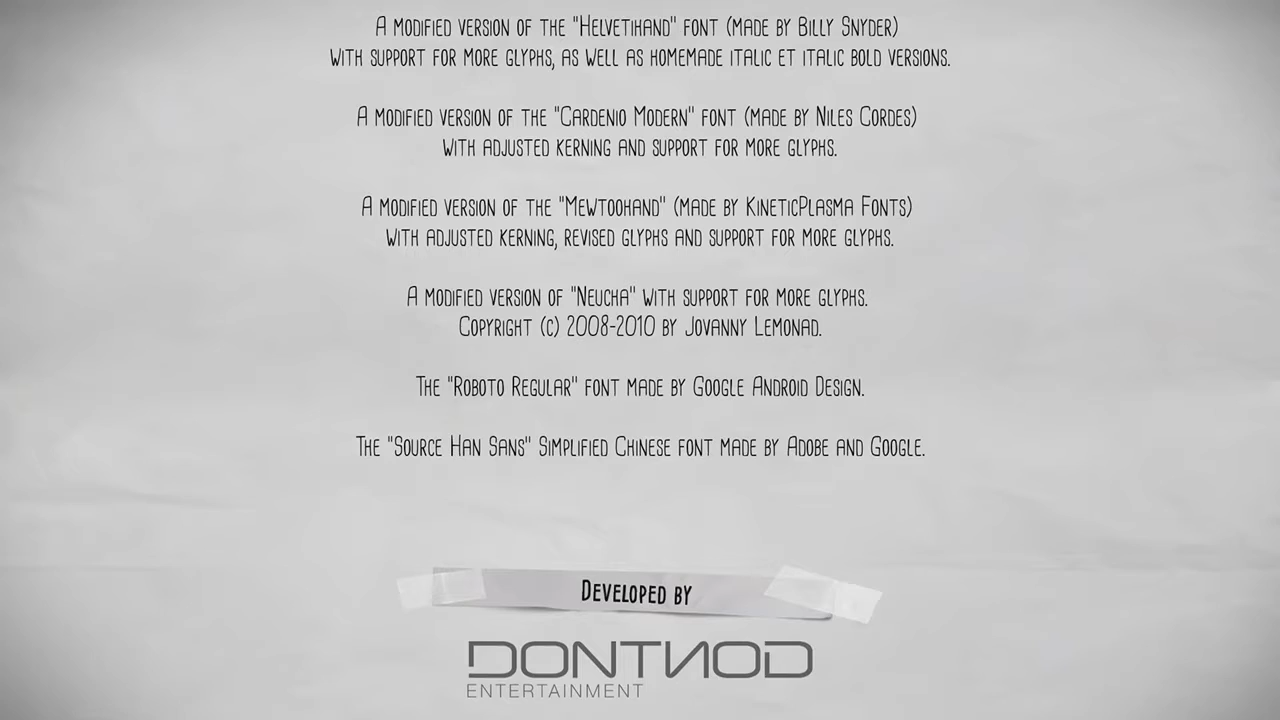 A modified version of the "Helvetihand" font (made by Billy Snyder)
with support for more glyphs, as well as homemade italic et italic bold versions.
A modified version of the "Cardenio Modern" font (made by Niles Cordes)
with adjusted kerning and support for more glyphs.
A modified version of the "Mewtoohand" (made by KineticPlasma Fonts)
with adjusted kerning, revised glyphs and support for more glyphs.
A modified version of "Neucha" with support for more glyphs.
Copyright (c) 2008-2010 by Jovanny Lemonad.
The "Roboto Regular" font made by Google Android Design.
The "Source Han Sans" Simplified Chinese font made by Adobe and Google.
Developed by
DONTNOD
ENTERTAINMENT